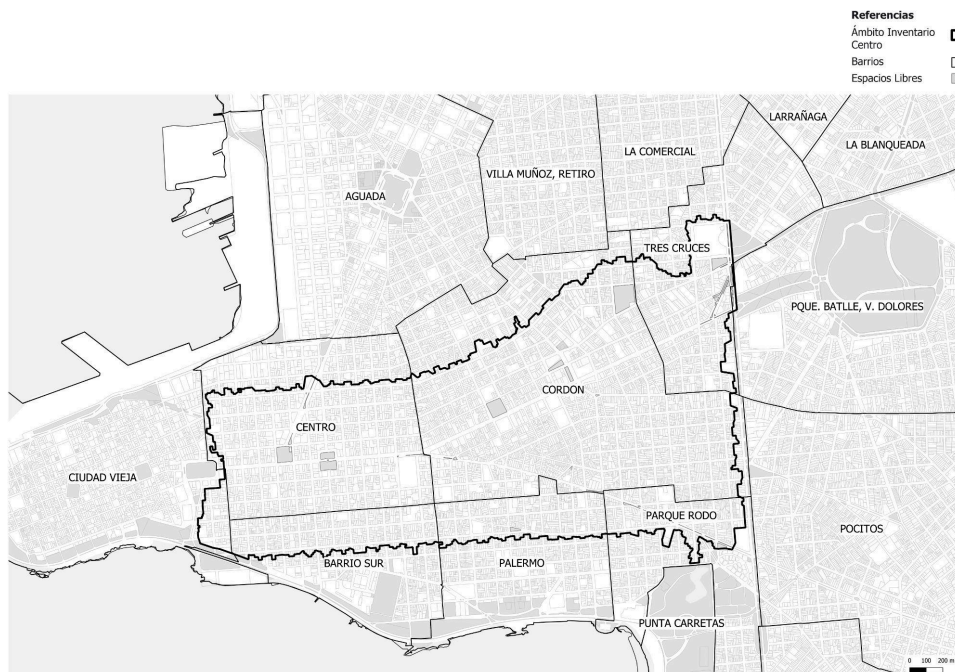 Referencias
Ámbito Inventario
Centro
Barrios
Espacios Libres
LARRAÑAGA
LA BLANQUEADA
LA COMERCIAL
VILLA MUÑOZ, RETIRO
AGUADA
TRES CRUCES
PQUE. BATLLE, V. DOLORES
CORDON
CENTRO
CIUDAD VIEJA
PARQUE RODO
POCITOS
BARRIO SUR
PALERMO
PUNTA CARRETAS
0 100 200 m